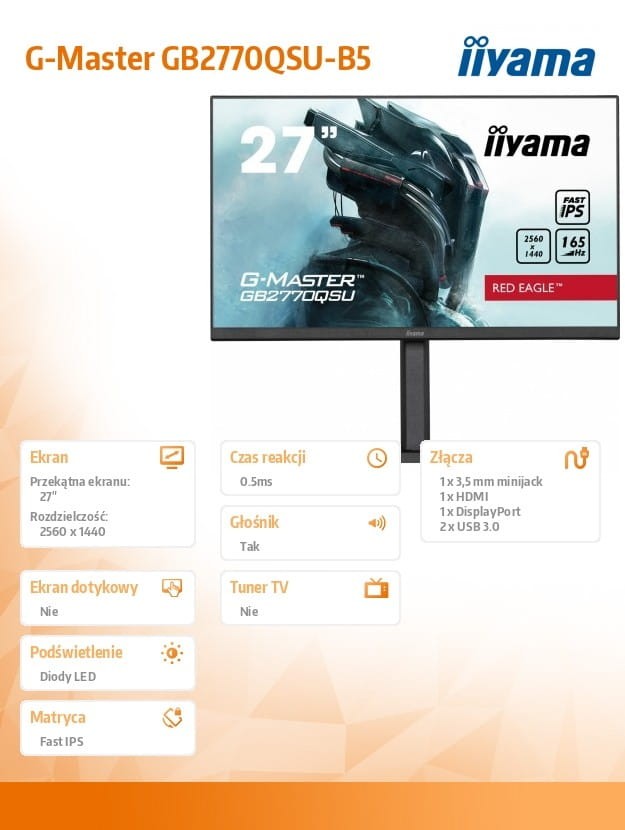 G-Master GB2770QSU-B5
iiyama
27"
iiyama
FAST
IPS
2560
x
1440
165
Hz
G-MASTER™
GB2770QSU
RED EAGLE™
iiyama
Ekran
Przekątna ekranu:
27"
Rozdzielczość:
2560 x 1440
Czas reakcji
0.5ms
Głośnik
Tak
Złącza
1 x 3,5 mm minijack
1 x HDMI
1 x DisplayPort
2 x USB 3.0
Ekran dotykowy
Nie
Tuner TV
Nie
Podświetlenie
Diody LED
Matryca
Fast IPS